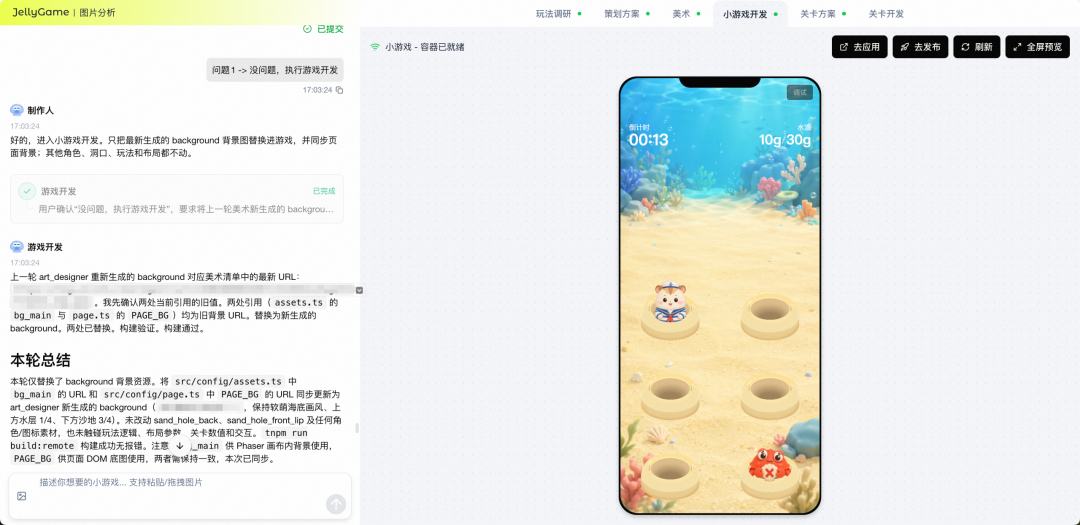 JellyGame | 图片分析
玩法调研
策划方案
美术
小游戏开发
关卡方案
关卡开发
已提交
小游戏 - 容器已就绪
去应用
去发布
刷新
全屏预览
问题 1 -> 没问题，执行游戏开发
17:03:24
制作人
17:03:24
好的，进入小游戏开发。只把最新生成的 background 背景图替换进游戏，并同步页
面背景；其他角色、洞口、玩法和布局都不动。
游戏开发
已完成
用户确认“没问题，执行游戏开发”，要求将上一轮美术新生成的 backgrou...
游戏开发
17:03:24
上一轮 art_designer 重新生成的 background 对应美术清单中的最新 URL：
。我先确认两处当前引用的旧值。两处引用（ assets.ts 的
bg_main 与 page.ts 的 PAGE_BG ）均为旧背景 URL。替换为新生成的
background。两处已替换。构建验证。构建通过。
本轮总结
本轮仅替换了 background 背景资源。将 src/config/assets.ts 中
bg_main 的 URL 和 src/config/page.ts 中 PAGE_BG 的 URL 同步更新为
art_designer 新生成的 background（ ，保持软萌海底画风、上
方水层 1/4、下方沙地 3/4）。未改动 sand_hole_back、sand_hole_front_lip 及任何角
色/图标素材，也未触碰玩法逻辑、布局参数、关卡数值和交互。 tnpm run
build:remote 构建成功无报错。注意 _main 供 Phaser 画布内背景使用，
PAGE_BG 供页面 DOM 底图使用，两者需保持一致，本次已同步。
描述你想要的小游戏... 支持粘贴/拖拽图片
调试
倒计时
00:13
10g/30g